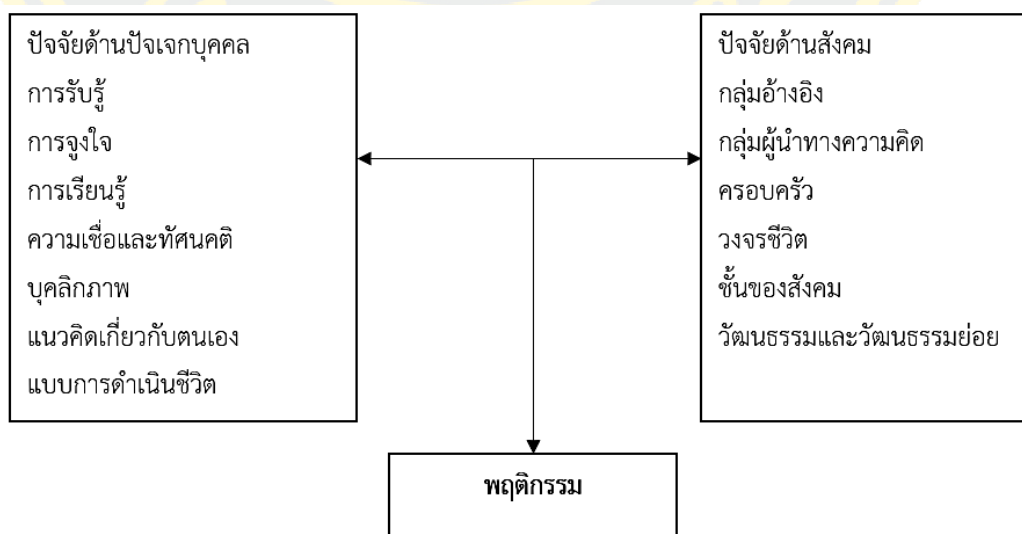 ปัจจัยด้านปัจเจกบุคคล
การรับรู้
การจูงใจ
การเรียนรู้
ความเชื่อและทัศนคติ
บุคลิกภาพ
แนวคิดเกี่ยวกับตนเอง
แบบการดำเนินชีวิต
ปัจจัยด้านสังคม
กลุ่มอ้างอิง
กลุ่มผู้นำทางความคิด
ครอบครัว
วงจรชีวิต
ชั้นของสังคม
วัฒนธรรมและวัฒนธรรมย่อย
พฤติกรรม